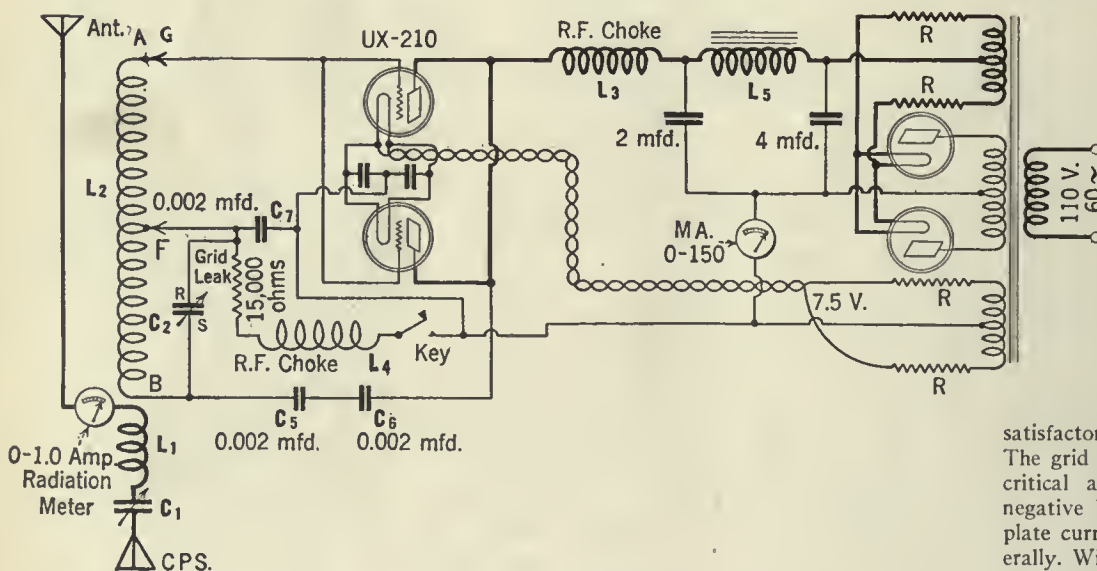 Ant.
A
G
UX-210
R.F. Choke
L3
L5
R
R
2 mfd.
4 mfd.
L2
0.002 mfd.
C7
F
Grid
Leak
15,000
ohms
R
C2
S
R.F. Choke
L4
Key
MA.
0-150
7.5 V.
R
R
110 V.
60 ~
B
C5
0.002 mfd.
C6
0.002 mfd.
L1
0-1.0 Amp.
Radiation
Meter
C1
CPS.
satisfactor
The grid
critical a
negative
plate curr
erally. Wi